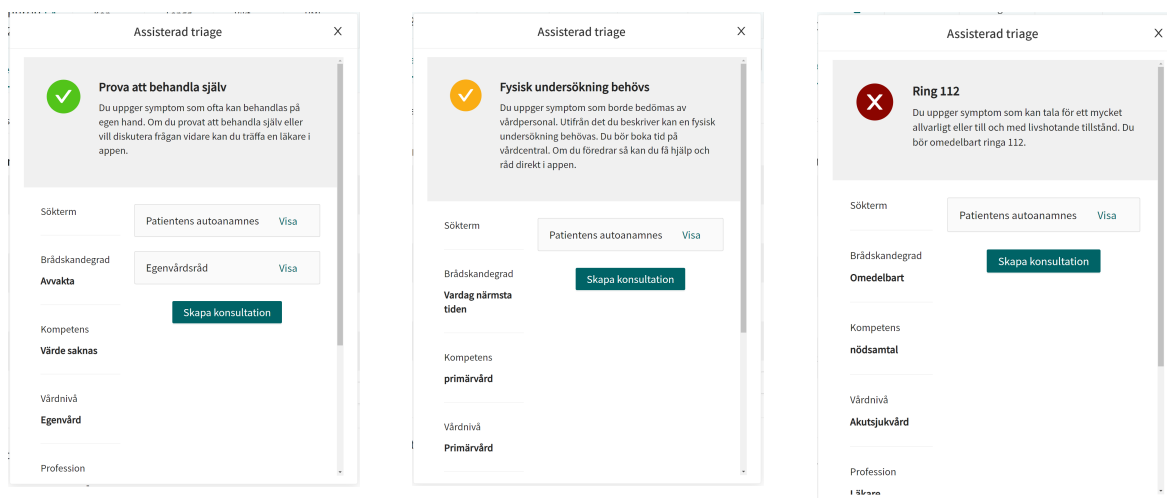 Assisterad triage X
Prova att behandla själv
Du uppger symptom som ofta kan behandlas på
egen hand. Om du provat att behandla själv eller
vill diskutera frågan vidare kan du träffa en läkare i
appen.
Sökterm
Patientens autoanamnes Visa
Brådskandegrad
Avvakta
Egenvårdsråd Visa
Skapa konsultation
Kompetens
Värde saknas
Vårdnivå
Egenvård
Profession
Assisterad triage X
Fysisk undersökning behövs
Du uppger symptom som borde bedömas av
vårdpersonal. Utifrån det du beskriver kan en fysisk
undersökning behövas. Du bör boka tid på
vårdcentral. Om du föredrar så kan du få hjälp och
råd direkt i appen.
Sökterm
Patientens autoanamnes Visa
Brådskandegrad
Vardag närmsta
tiden
Skapa konsultation
Kompetens
primärvård
Vårdnivå
Primärvård
Assisterad triage X
Ring 112
Du uppger symptom som kan tala för ett mycket
allvarligt eller till och med livshotande tillstånd. Du
bör omedelbart ringa 112.
Sökterm
Patientens autoanamnes Visa
Brådskandegrad
Omedelbart
Skapa konsultation
Kompetens
nödsamtal
Vårdnivå
Akutsjukvård
Profession
Läkare